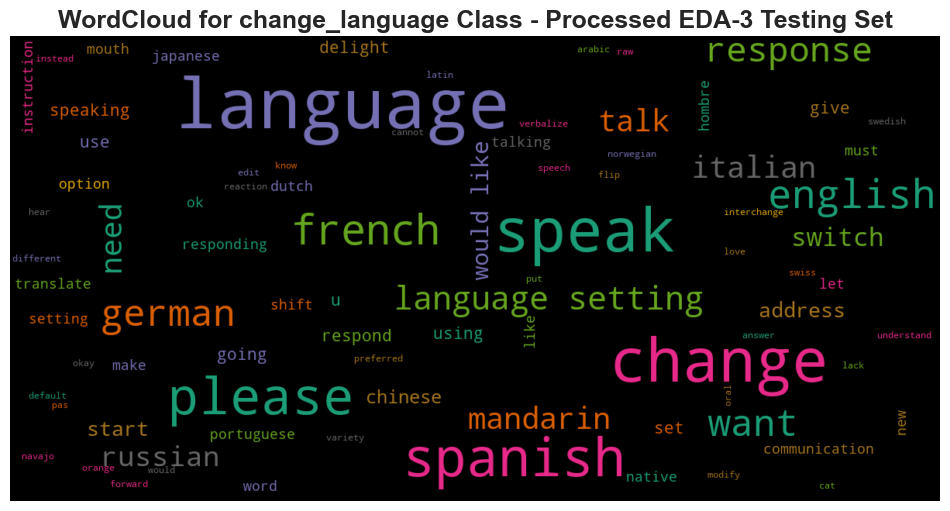 WordCloud for change_language Class - Processed EDA-3 Testing Set
instruction
instead
mouth
japanese
delight
arabic
raw
response
latin
language
speaking
use
cannot
verbalize
talking
talk
hombre
give
swedish
must
norwegian
speech
flip
italian
would like
know
edit
reaction
dutch
option
ok
hear
need
responding
french
speak
english
interchange
switch
love
different
translate
german
setting
shift
u
language setting
put
swiss
let
address
respond
using
like
answer
understand
going
make
okay
preferred
change
lack
default
pas
please
chinese
oral
start
portuguese
variety
mandarin
set
want
new
communication
russian
navajo
orange
would
forward
word
spanish
native
modify
cat